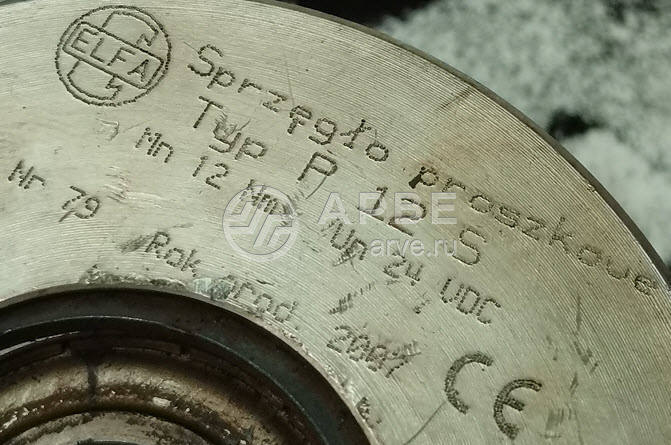 ELFA
Sprzęgło proszkowe
Typ P 12 S
Mn 12 Nm Un 24 VDC
Nr 79
Rok prod. 2007
CE
АРВЕ
arve.ru